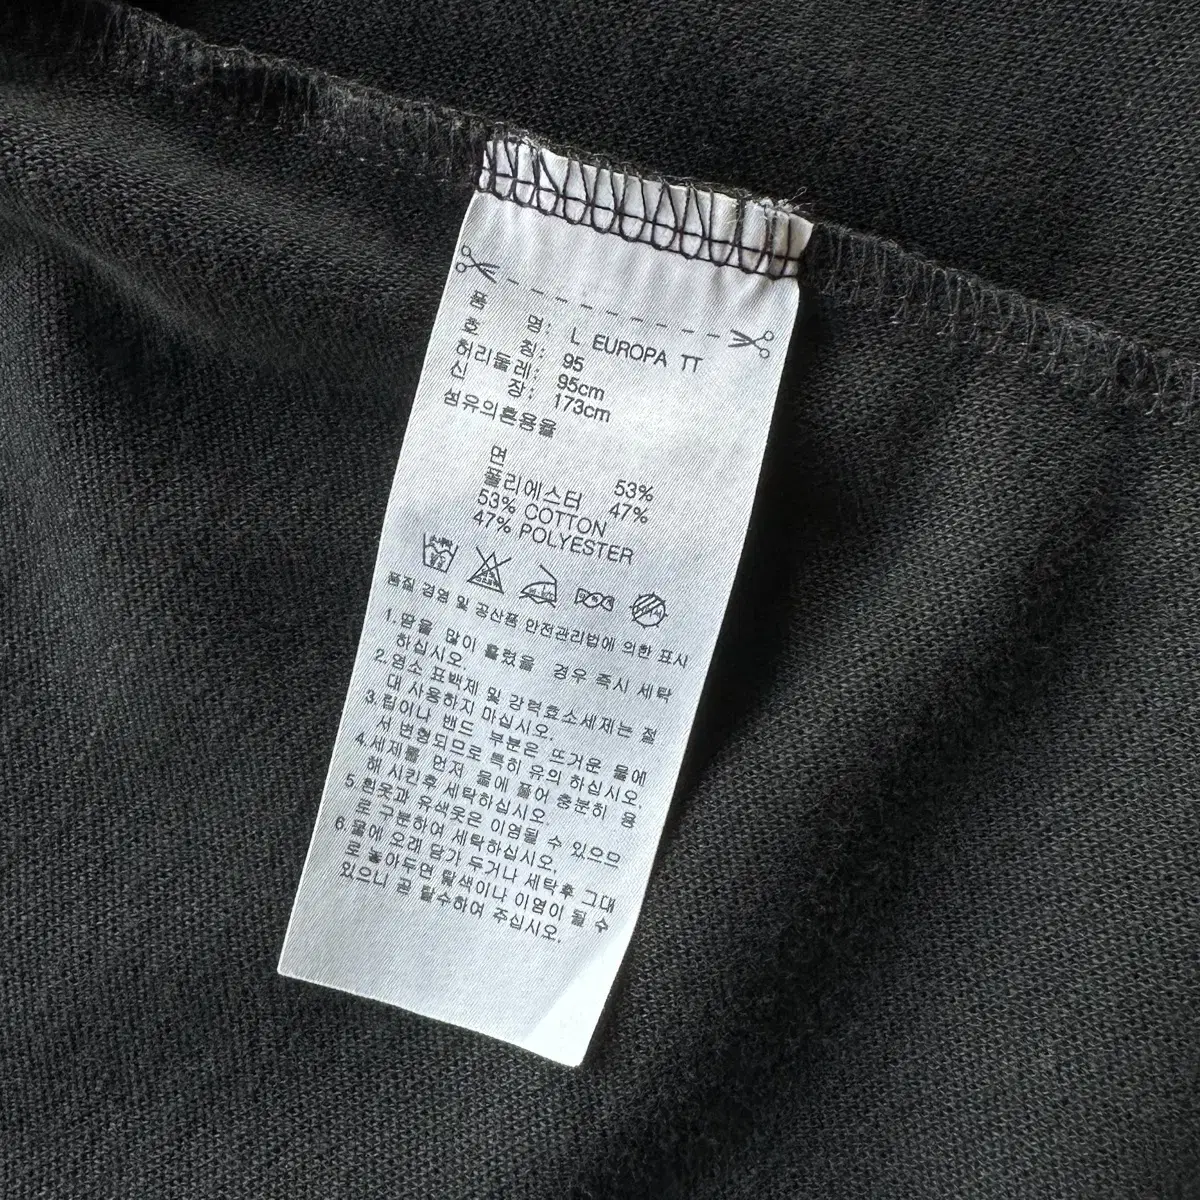 품 명: L EUROPA TT
호 칭: 95
허리둘레: 95cm
신 장: 173cm
섬유의혼용율
면 53%
폴리에스터 47%
53% COTTON
47% POLYESTER
품질 경영 및 공산품 안전관리법에 의한 표시
1.땀을 많이 흘렸을 경우 즉시 세탁
하십시오.
2.염소 표백제 및 강력효소세제는 절
대 사용하지 마십시오.
3.립이나 밴드 부분은 뜨거운 물에
서 변형되므로 특히 유의 하십시오.
4.세제를 먼저 물에 풀어 충분히 용
해 시킨후 세탁하십시오.
5.흰옷과 유색옷은 이염될 수 있으므
로 구분하여 세탁하십시오.
6.물에 오래 담가 두거나 세탁후 그대
로 놓아두면 탈색이나 이염이 될 수
있으니 곧 탈수하여 주십시오.